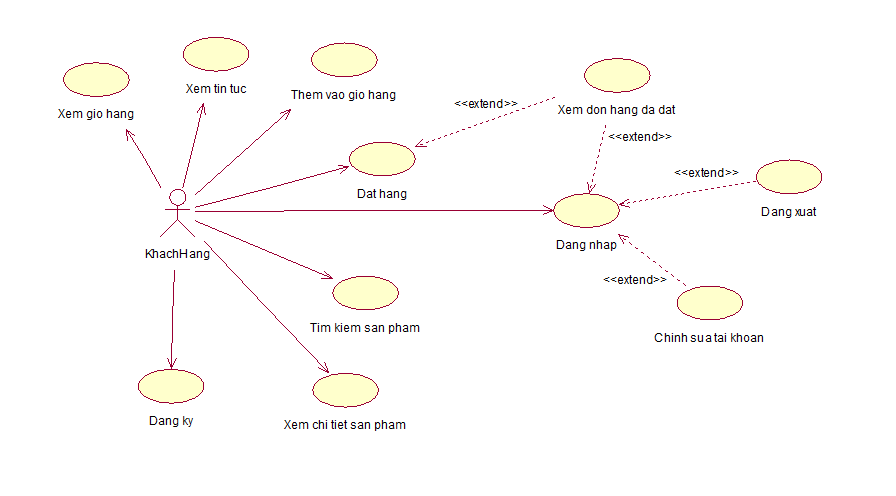 Xem gio hang
Xem tin tuc
Them vao gio hang
<<extend>>
Xem don hang da dat
<<extend>>
Dat hang
<<extend>>
Dang xuat
Dang nhap
KhachHang
<<extend>>
Tim kiem san pham
Chinh sua tai khoan
Dang ky
Xem chi tiet san pham